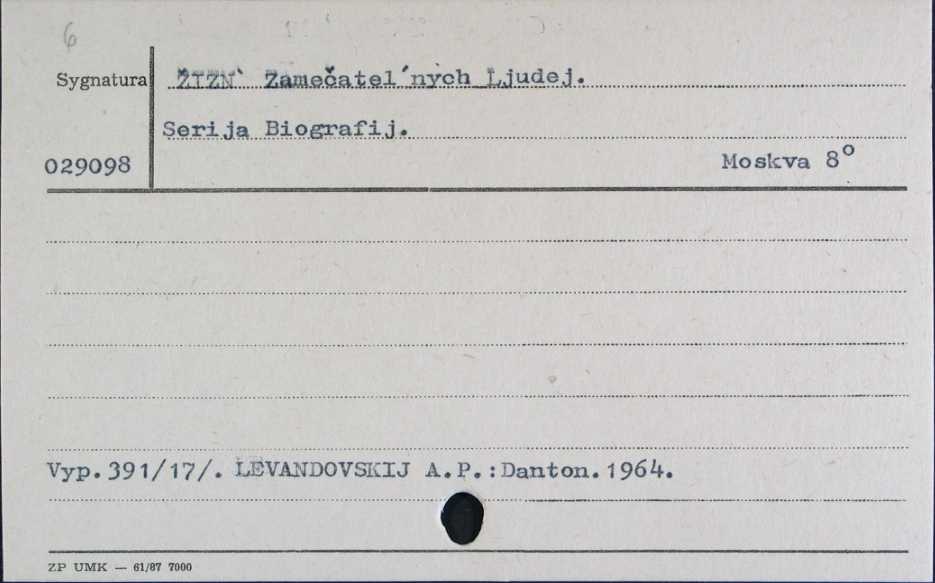 6
Sygnatura ŽIZN` Zamečatel´nych Ljudej.
Serija Biografij.
029098 Moskva 8°
Vyp.391/17/. LEVANDOVSKIJ A.P.:Danton.1964.
ZP UMK — 61/87 7000